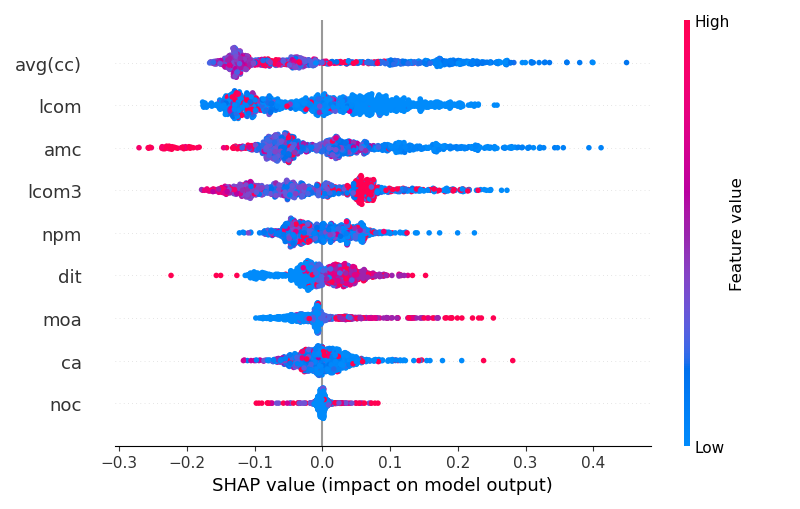 High
avg(cc)
lcom
amc
lcom3
npm
dit
moa
ca
noc
Feature value
Low
−0.3 −0.2 −0.1 0.0 0.1 0.2 0.3 0.4
SHAP value (impact on model output)